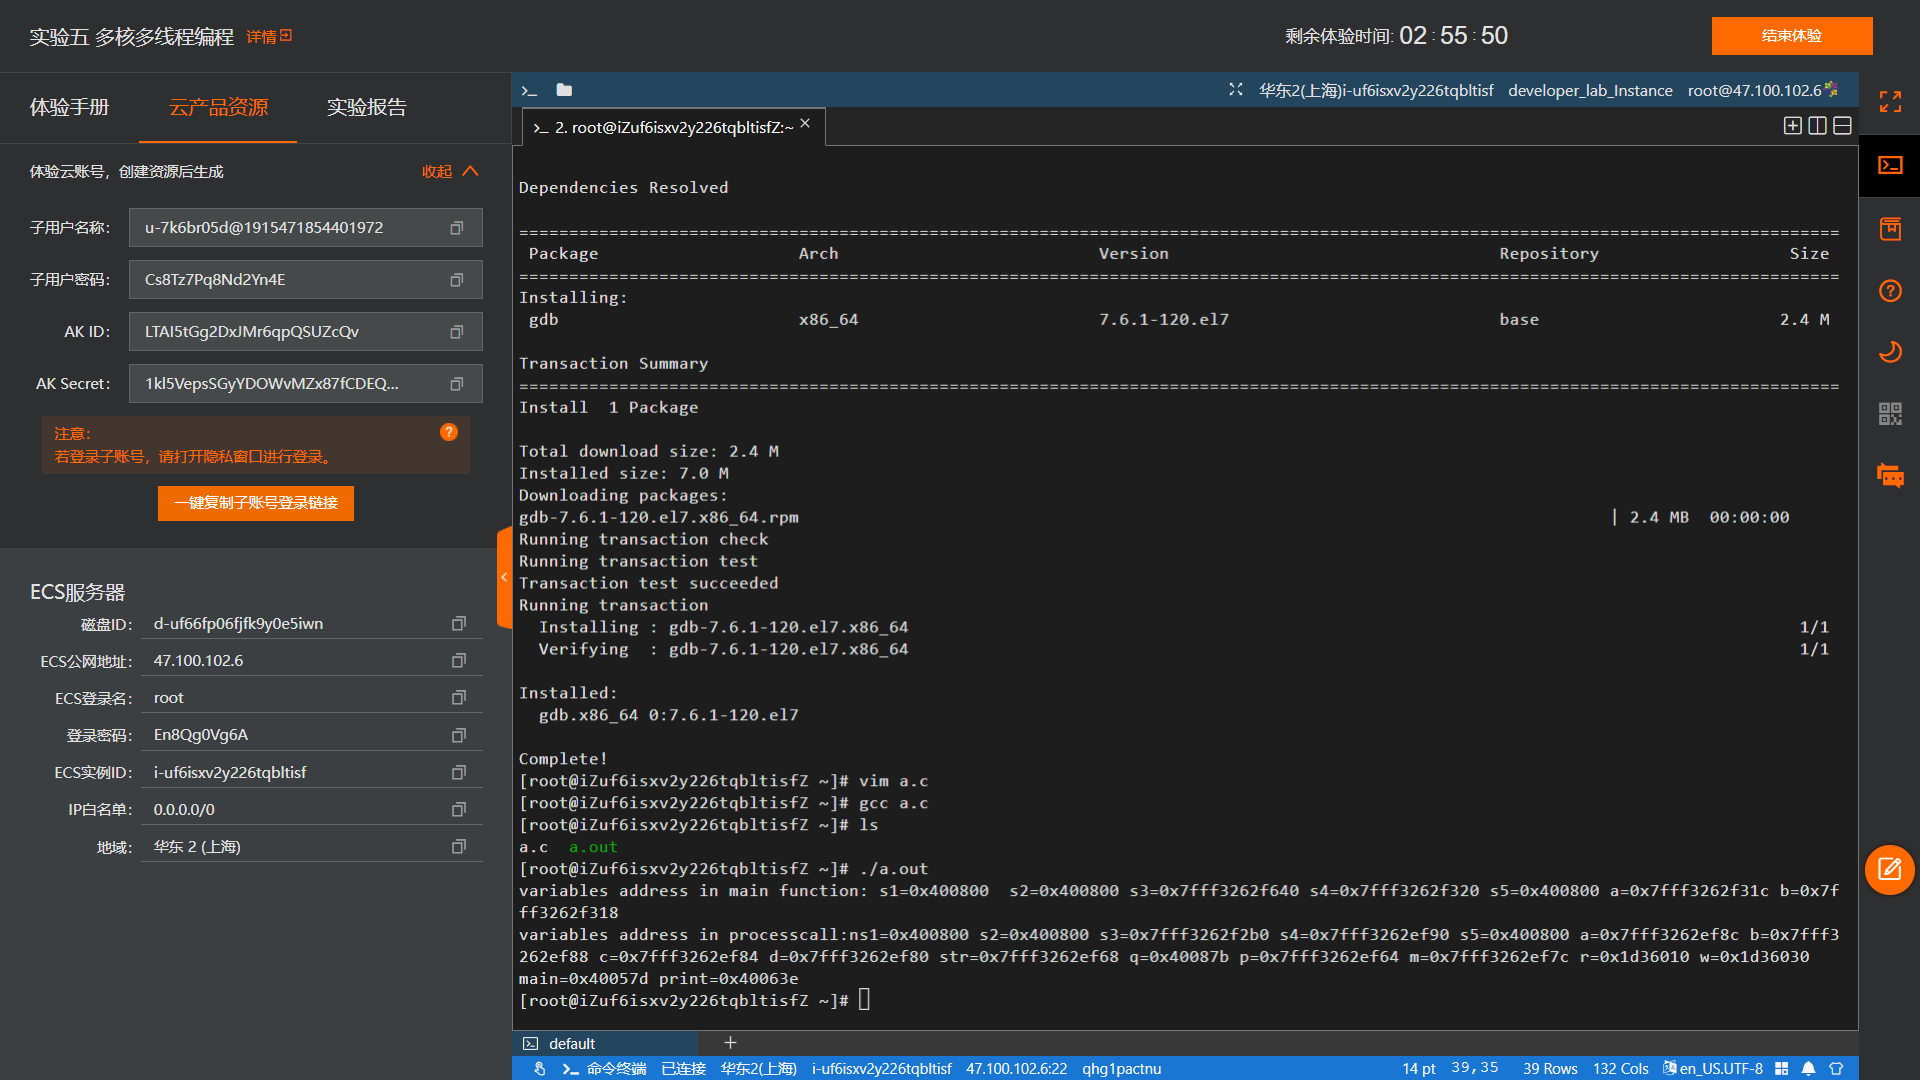 实验五 多核多线程编程 详情
剩余体验时间: 02 : 55 : 50
结束体验
体验手册 云产品资源 实验报告
体验云账号，创建资源后生成 收起
子用户名称： u-7k6br05d@1915471854401972
子用户密码： Cs8Tz7Pq8Nd2Yn4E
AK ID： LTAI5tGg2DxJMr6qpQSUZcQv
AK Secret： 1kl5VepsSGyYDOWvMZx87fCDEQ...
注意：
若登录子账号，请打开隐私窗口进行登录。
一键复制子账号登录链接
ECS服务器
磁盘ID： d-uf66fp06fjfk9y0e5iwn
ECS公网地址： 47.100.102.6
ECS登录名： root
登录密码： En8Qg0Vg6A
ECS实例ID： i-uf6isxv2y226tqbltisf
IP白名单： 0.0.0.0/0
地域： 华东 2 (上海)
华东2(上海)i-uf6isxv2y226tqbltisf developer_lab_Instance root@47.100.102.6
2. root@iZuf6isxv2y226tqbltisfZ:~ ×
Dependencies Resolved
====================================================================================================================================
Package Arch Version Repository Size
====================================================================================================================================
Installing:
gdb x86_64 7.6.1-120.el7 base 2.4 M
Transaction Summary
====================================================================================================================================
Install  1 Package
Total download size: 2.4 M
Installed size: 7.0 M
Downloading packages:
gdb-7.6.1-120.el7.x86_64.rpm | 2.4 MB  00:00:00
Running transaction check
Running transaction test
Transaction test succeeded
Running transaction
Installing : gdb-7.6.1-120.el7.x86_64 1/1
Verifying  : gdb-7.6.1-120.el7.x86_64 1/1
Installed:
gdb.x86_64 0:7.6.1-120.el7
Complete!
[root@iZuf6isxv2y226tqbltisfZ ~]# vim a.c
[root@iZuf6isxv2y226tqbltisfZ ~]# gcc a.c
[root@iZuf6isxv2y226tqbltisfZ ~]# ls
a.c  a.out
[root@iZuf6isxv2y226tqbltisfZ ~]# ./a.out
variables address in main function: s1=0x400800  s2=0x400800 s3=0x7fff3262f640 s4=0x7fff3262f320 s5=0x400800 a=0x7fff3262f31c b=0x7f
ff3262f318
variables address in processcall:ns1=0x400800 s2=0x400800 s3=0x7fff3262f2b0 s4=0x7fff3262ef90 s5=0x400800 a=0x7fff3262ef8c b=0x7fff3
262ef88 c=0x7fff3262ef84 d=0x7fff3262ef80 str=0x7fff3262ef68 q=0x40087b p=0x7fff3262ef64 m=0x7fff3262ef7c r=0x1d36010 w=0x1d36030
main=0x40057d print=0x40063e
[root@iZuf6isxv2y226tqbltisfZ ~]#
default +
命令终端 已连接 华东2(上海) i-uf6isxv2y226tqbltisf 47.100.102.6:22 qhg1pactnu 14 pt 39,35 39 Rows 132 Cols en_US.UTF-8